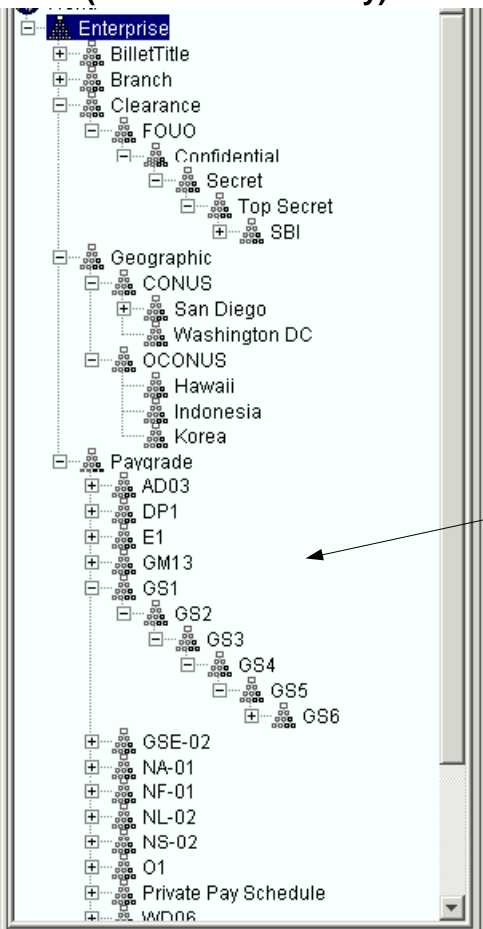 Enterprise
BilletTitle
Branch
Clearance
FOUO
Confidential
Secret
Top Secret
SBI
Geographic
CONUS
San Diego
Washington DC
OCONUS
Hawaii
Indonesia
Korea
Paygrade
AD03
DP1
E1
GM13
GS1
GS2
GS3
GS4
GS5
GS6
GSE-02
NA-01
NF-01
NL-02
NS-02
O1
Private Pay Schedule
WD06